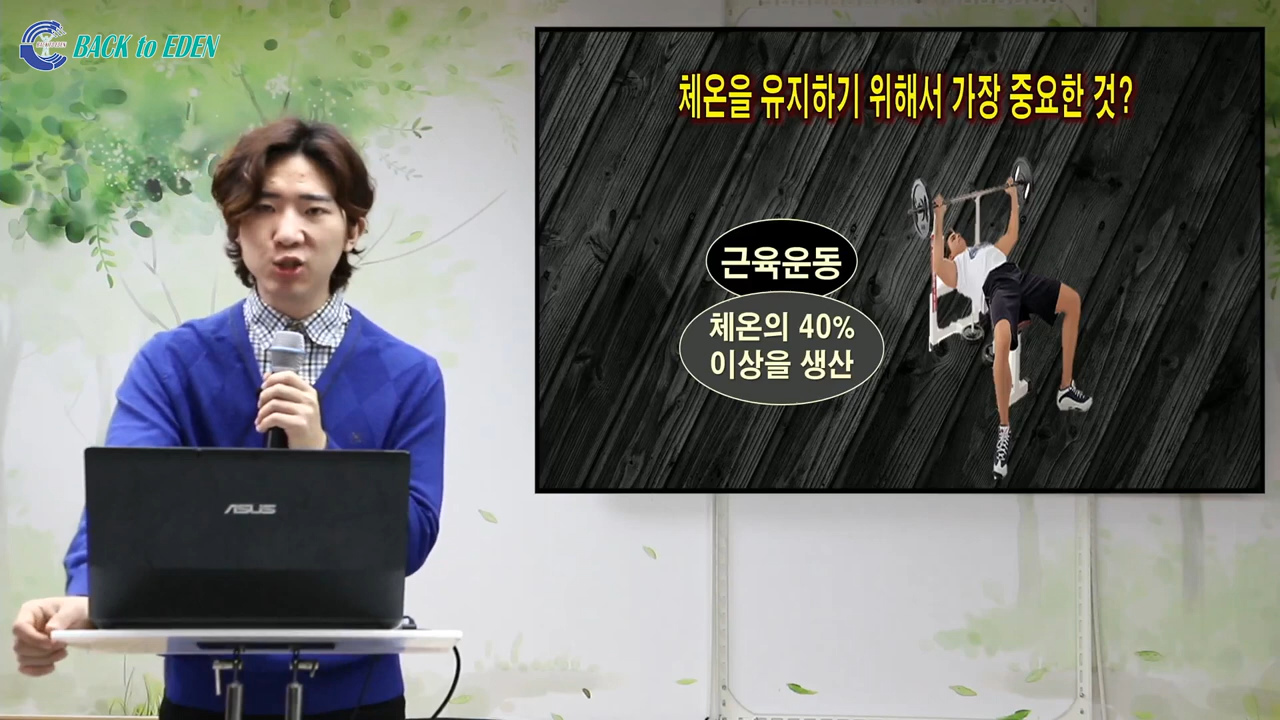 BACK to EDEN
체온을 유지하기 위해서 가장 중요한 것?
근육운동
체온의 40%
이상을 생산
ASUS